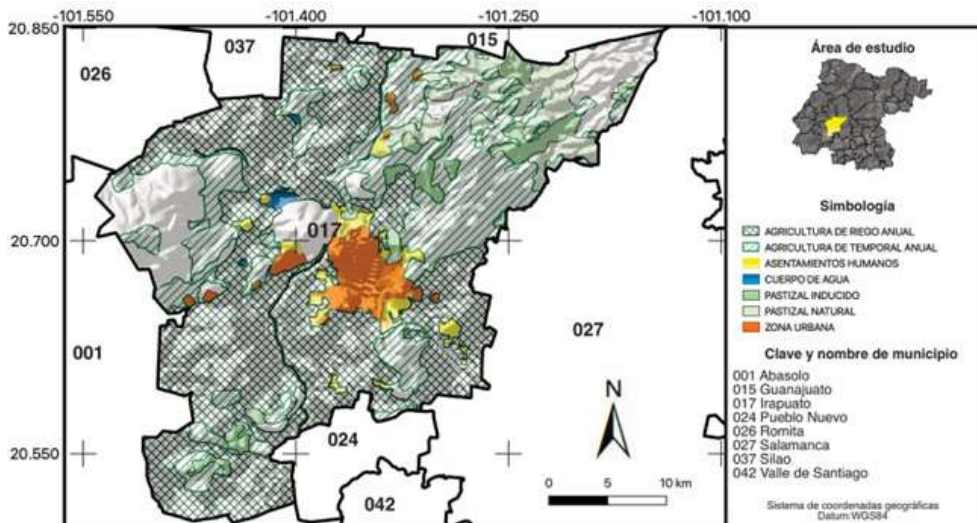 -101.550 -101.400 -101.250 -101.100
20.850
037
015
026
20.700
017
001
027
N
20.550
024
0 5 10 km
042
Área de estudio
Simbología
AGRICULTURA DE RIEGO ANUAL
AGRICULTURA DE TEMPORAL ANUAL
ASENTAMIENTOS HUMANOS
CUERPO DE AGUA
PASTIZAL INDUCIDO
PASTIZAL NATURAL
ZONA URBANA
Clave y nombre de municipio
001 Abasolo
015 Guanajuato
017 Irapuato
024 Pueblo Nuevo
026 Romita
027 Salamanca
037 Silao
042 Valle de Santiago
Sistema de coordenadas geográficas
Datum:WGS84